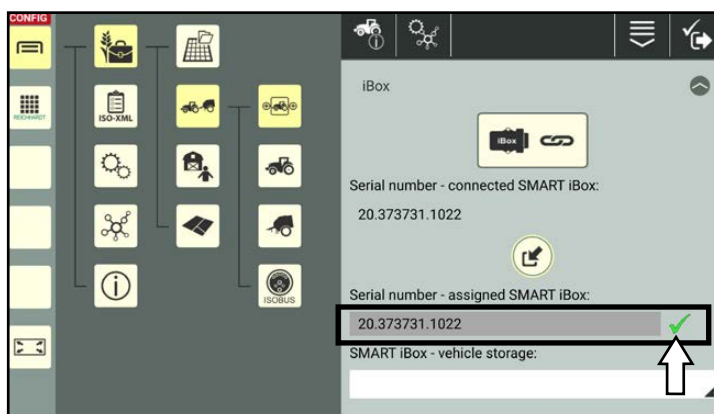 CONFIG
REICHHARDT
ISO-XML
ISOBUS
iBox
iBox
Serial number - connected SMART iBox:
20.373731.1022
Serial number - assigned SMART iBox:
20.373731.1022
SMART iBox - vehicle storage: